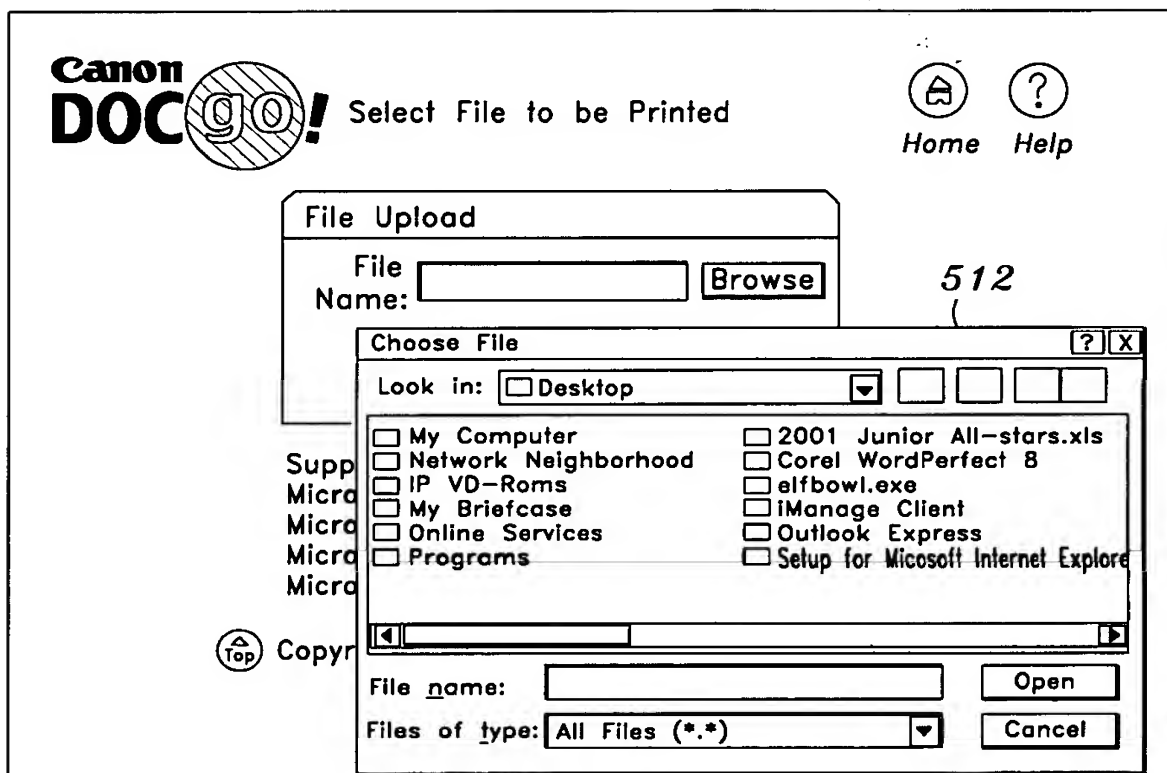 Canon
DOC go! Select File to be Printed
Home Help
File Upload
File Name: Browse
512
Choose File ? X
Look in: Desktop
My Computer
Network Neighborhood
IP VD-Roms
My Briefcase
Online Services
Programs
2001 Junior All-stars.xls
Corel WordPerfect 8
elfbowl.exe
iManage Client
Outlook Express
Setup for Micosoft Internet Explore
Supp
Micro
Micro
Micro
Micro
Top Copyr
File name: Open
Files of type: All Files (*.*) Cancel